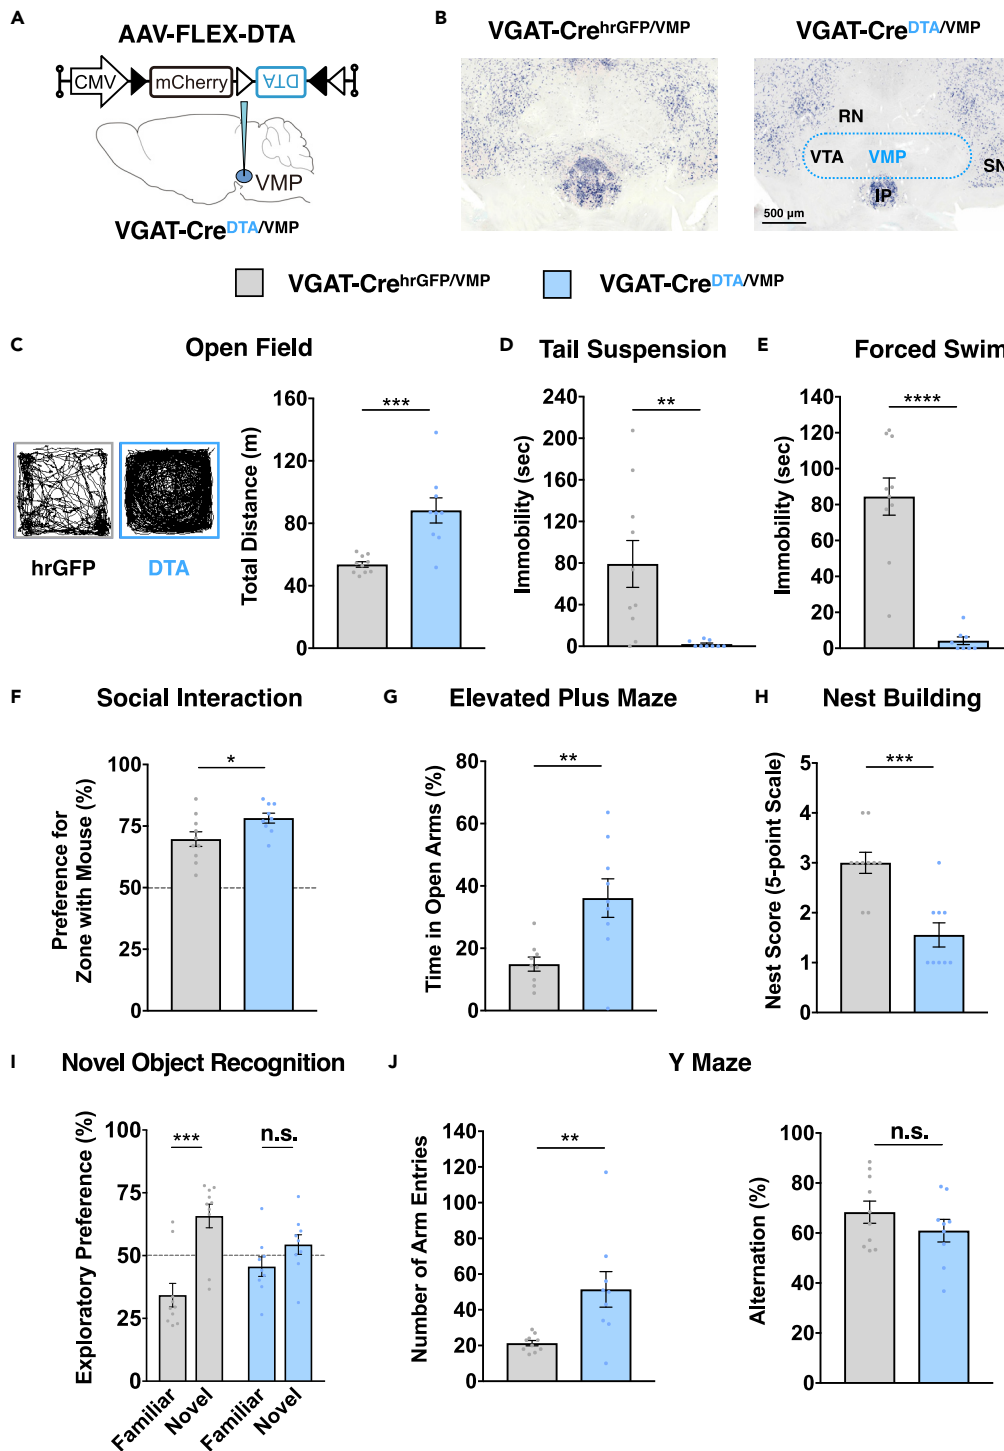 A
AAV-FLEX-DTA
CMV
mCherry
DTA
VMP
VGAT-CreDTA/VMP
B
VGAT-CrehrGFP/VMP
VGAT-CreDTA/VMP
RN
VTA
VMP
SN
IP
500 µm
VGAT-CrehrGFP/VMP
VGAT-CreDTA/VMP
C
Open Field
hrGFP
DTA
Total Distance (m)
160
120
80
40
0
***
D
Tail Suspension
Immobility (sec)
240
200
160
120
80
40
0
**
E
Forced Swim
Immobility (sec)
140
120
100
80
60
40
20
0
****
F
Social Interaction
Preference for
Zone with Mouse (%)
100
75
50
25
0
*
G
Elevated Plus Maze
Time in Open Arms (%)
80
60
40
20
0
**
H
Nest Building
Nest Score (5-point Scale)
5
4
3
2
1
0
***
I
Novel Object Recognition
Exploratory Preference (%)
100
75
50
25
0
***
n.s.
Familiar
Novel
Familiar
Novel
J
Y Maze
Number of Arm Entries
140
120
100
80
60
40
20
0
**
Alternation (%)
100
80
60
40
20
0
n.s.